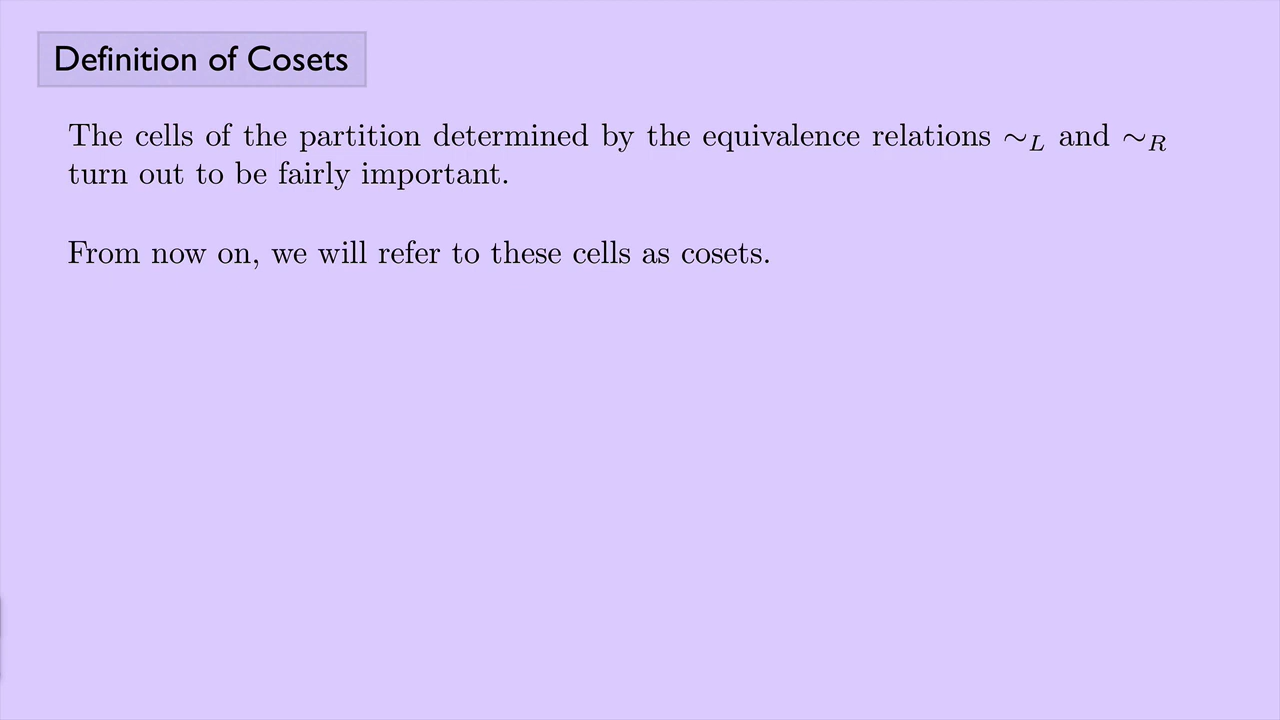 Definition of Cosets
The cells of the partition determined by the equivalence relations ∼_L and ∼_R
turn out to be fairly important.
From now on, we will refer to these cells as cosets.